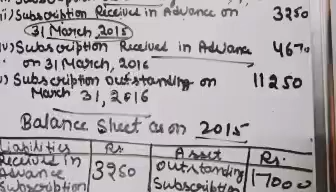 iii) Subscription Received in Advance on 3250
31 March, 2015
iv) Subscription Received in Advance 4670
on 31 March, 2016
v) Subscription outstanding on 11250
March 31, 2016
Balance Sheet as on 2015
Liabilities Rs. Asset Rs.
Received in Advance Subscription 3250 Outstanding Subscription 17000